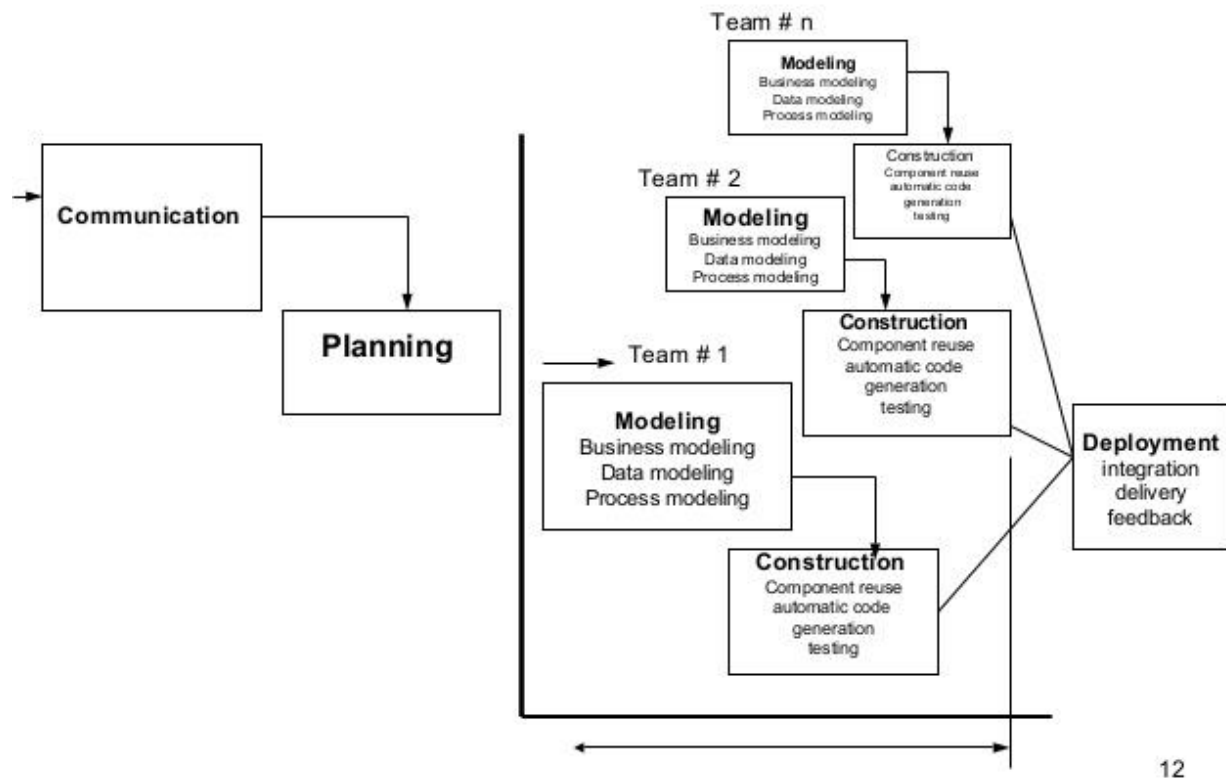 Communication
Planning
Team # n
Modeling
Business modeling
Data modeling
Process modeling
Construction
Component reuse
automatic code
generation
testing
Team # 2
Modeling
Business modeling
Data modeling
Process modeling
Construction
Component reuse
automatic code
generation
testing
Team # 1
Modeling
Business modeling
Data modeling
Process modeling
Construction
Component reuse
automatic code
generation
testing
Deployment
integration
delivery
feedback
12